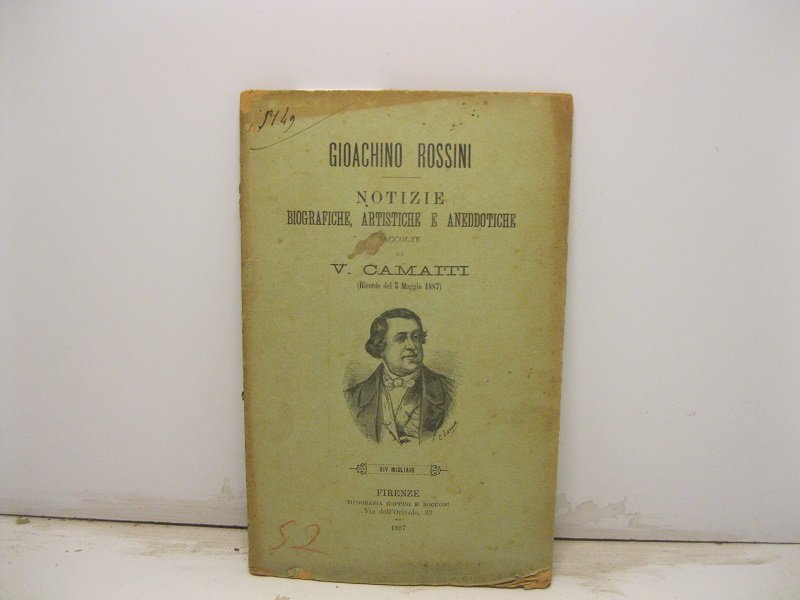 5149
GIOACHINO ROSSINI
NOTIZIE
BIOGRAFICHE, ARTISTICHE E ANEDDOTICHE
RACCOLTE
DA
V. CAMAITI
(Ricordo del 3 Maggio 1887)
XIV MIGLIAIO
FIRENZE
TIPOGRAFIA COPPINI E BOCCONI
Via dell'Oriuolo, 33
1887
52